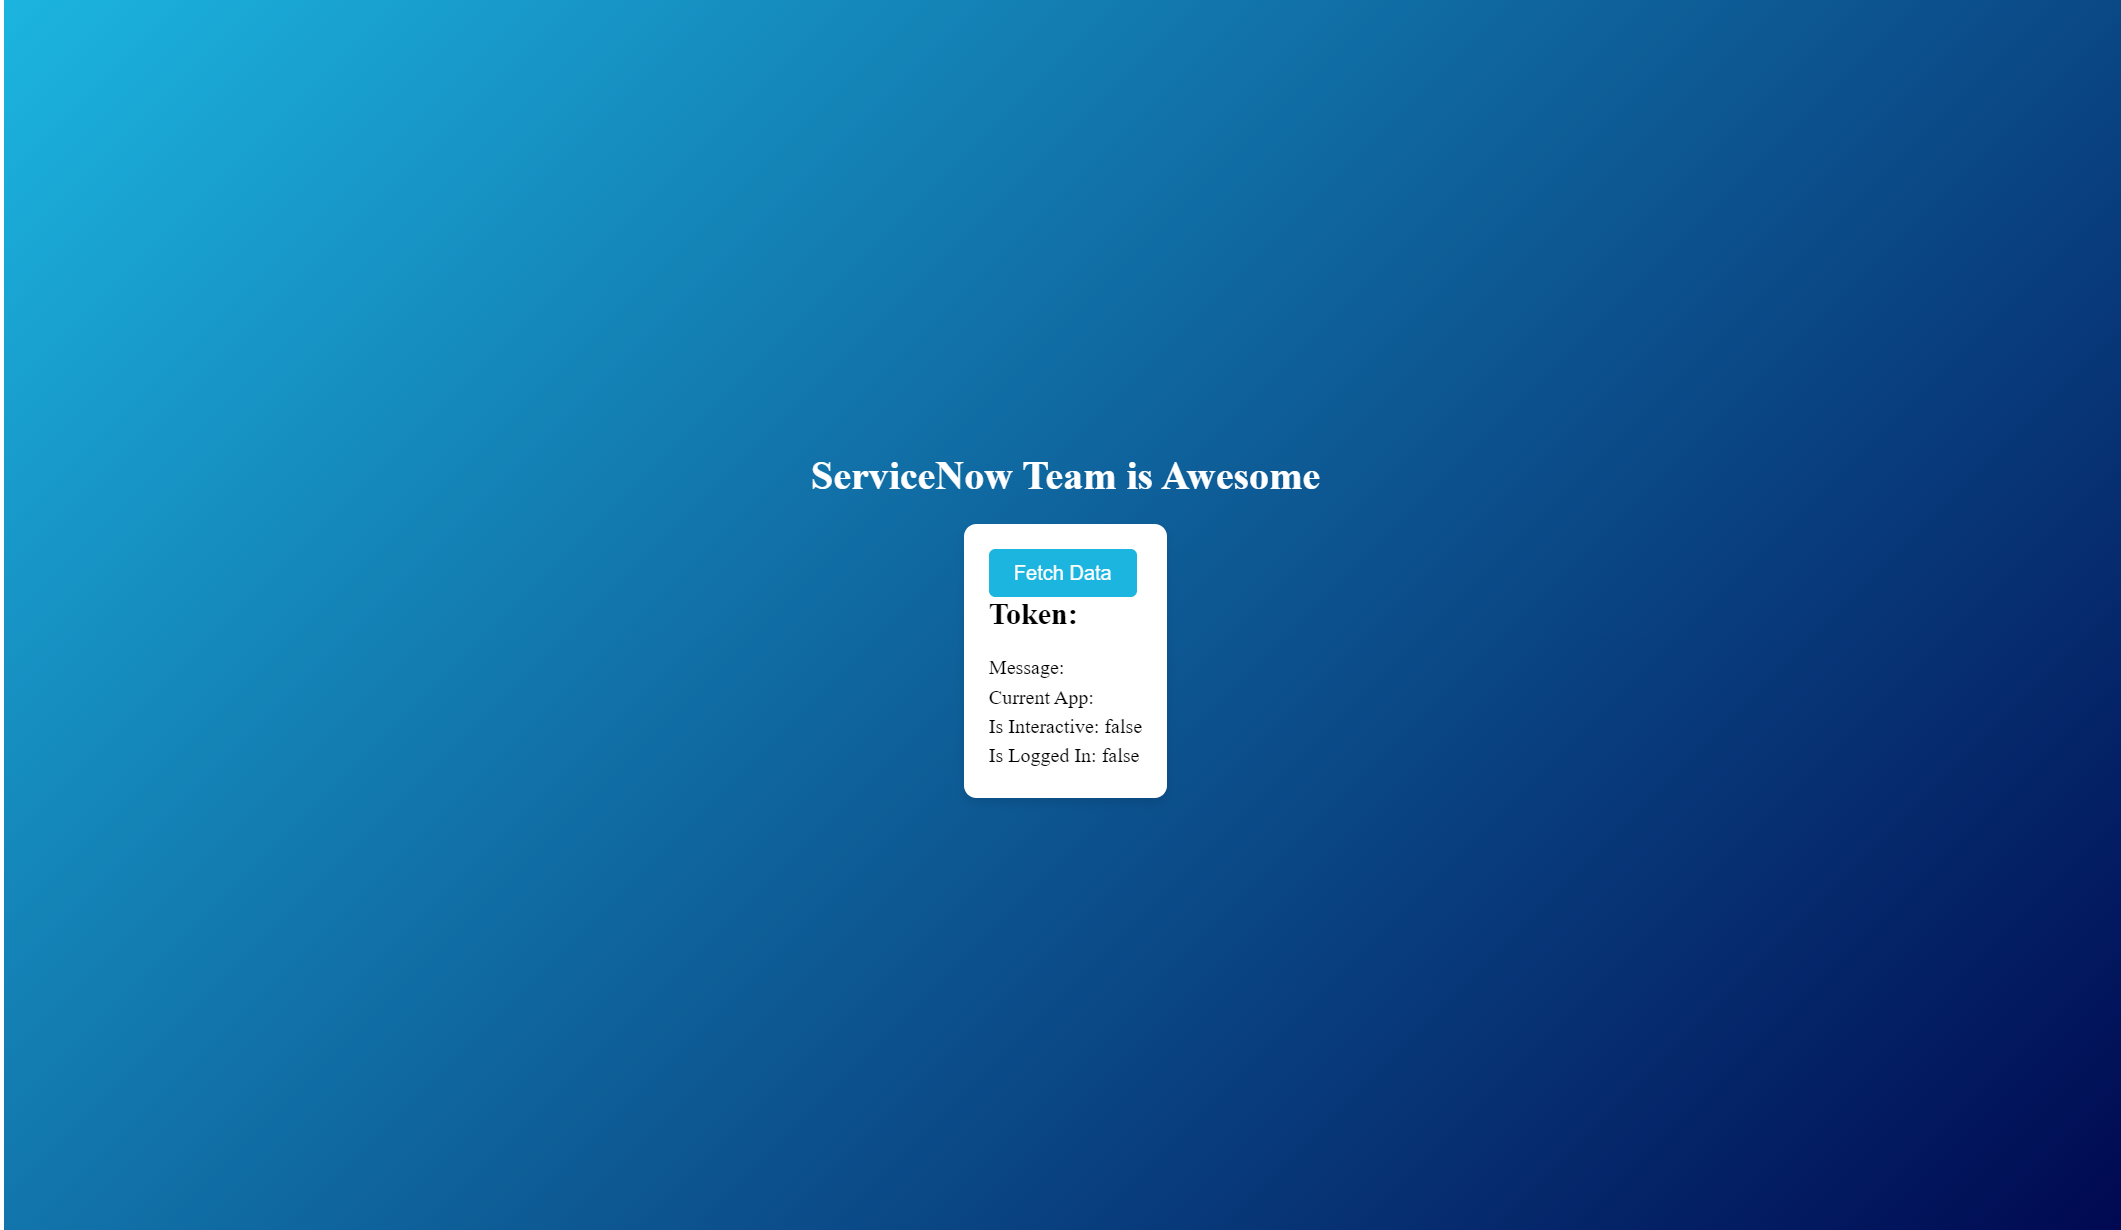 ServiceNow Team is Awesome
Fetch Data
Token:
Message:
Current App:
Is Interactive: false
Is Logged In: false